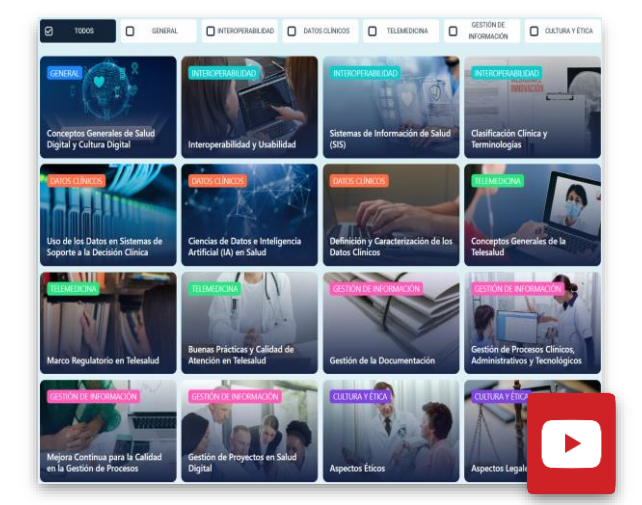 TODOS
GENERAL
INTEROPERABILIDAD
DATOS CLÍNICOS
TELEMEDICINA
GESTIÓN DE
INFORMACIÓN
CULTURA Y ÉTICA
GENERAL
Conceptos Generales de Salud
Digital y Cultura Digital
INTEROPERABILIDAD
Interoperabilidad y Usabilidad
INTEROPERABILIDAD
Sistemas de Información de Salud
(SIS)
INTEROPERABILIDAD
INNOVACIÓN
Clasificación Clínica y
Terminologías
DATOS CLÍNICOS
Uso de los Datos en Sistemas de
Soporte a la Decisión Clínica
DATOS CLÍNICOS
Ciencias de Datos e Inteligencia
Artificial (IA) en Salud
DATOS CLÍNICOS
Definición y Caracterización de los
Datos Clínicos
TELEMEDICINA
Conceptos Generales de la
Telesalud
TELEMEDICINA
Marco Regulatorio en Telesalud
TELEMEDICINA
Buenas Prácticas y Calidad de
Atención en Telesalud
GESTIÓN DE INFORMACIÓN
Gestión de la Documentación
GESTIÓN DE INFORMACIÓN
Gestión de Procesos Clínicos,
Administrativos y Tecnológicos
GESTIÓN DE INFORMACIÓN
Mejora Continua para la Calidad
en la Gestión de Procesos
GESTIÓN DE INFORMACIÓN
Gestión de Proyectos en Salud
Digital
CULTURA Y ÉTICA
Aspectos Éticos
CULTURA Y ÉTICA
Aspectos Legale